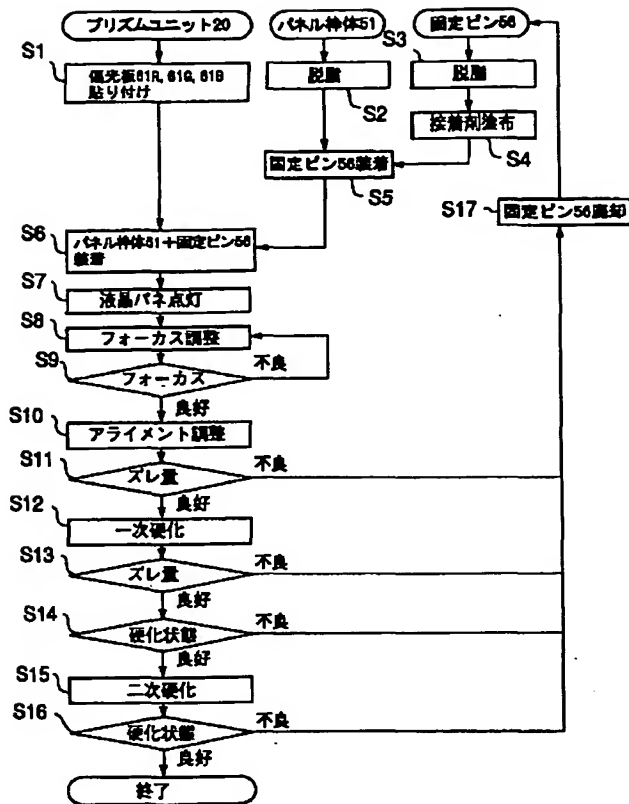 プリズムユニット20
パネル枠体51
固定ピン56
S1
偏光板61R, 61G, 61B
貼り付け
脱脂
S2
S3
脱脂
接着剤塗布
S4
固定ピン56装着
S5
S17
固定ピン56廃却
S6
パネル枠体51+固定ピン56
装着
S7
液晶パネ点灯
S8
フォーカス調整
S9
フォーカス
不良
良好
S10
アライメント調整
S11
ズレ量
不良
良好
S12
一次硬化
S13
ズレ量
不良
良好
S14
硬化状態
不良
良好
S15
二次硬化
S16
硬化状態
不良
良好
終了